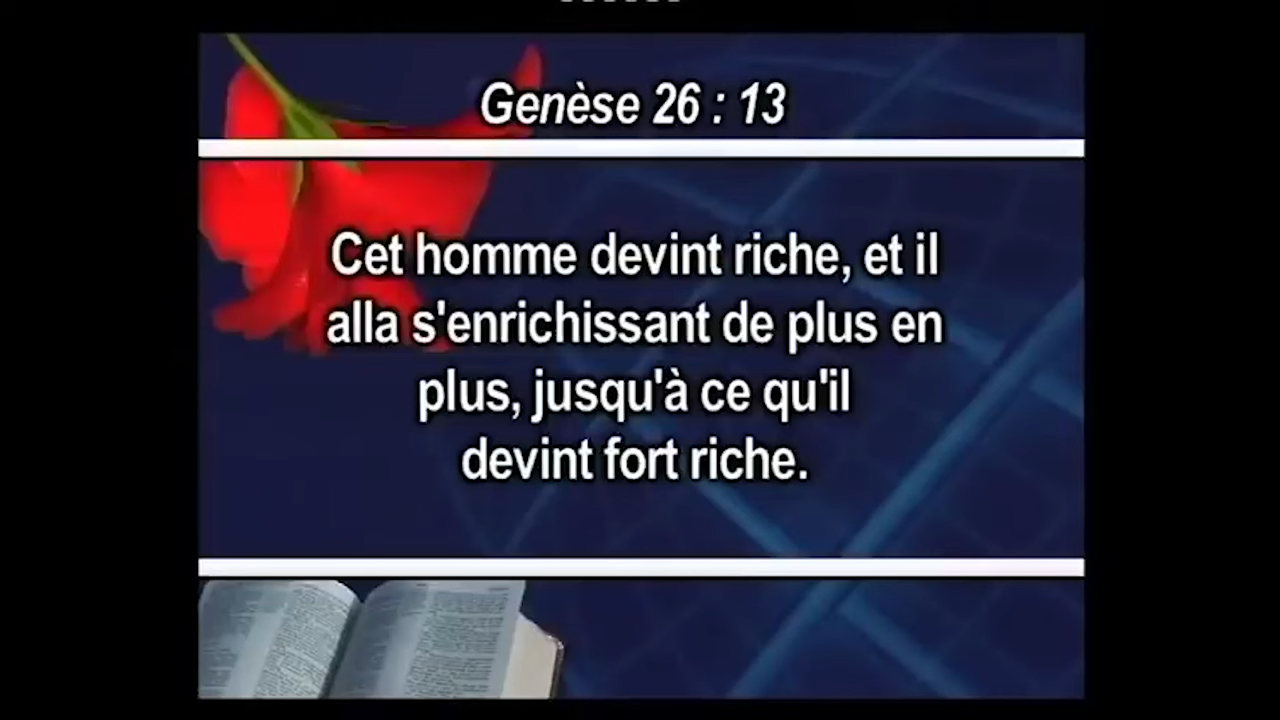 Genèse 26 : 13
Cet homme devint riche, et il
alla s'enrichissant de plus en
plus, jusqu'à ce qu'il
devint fort riche.